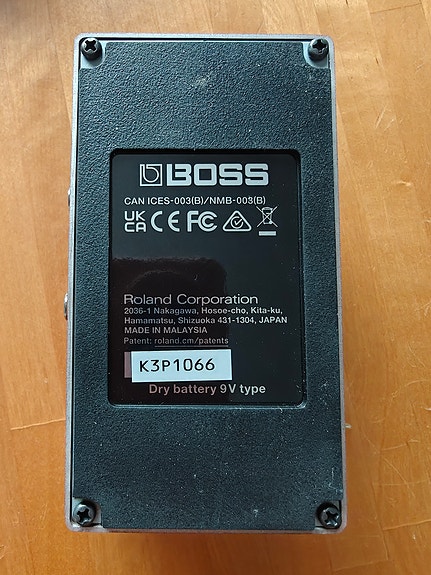 BOSS
CAN ICES-003(B)/NMB-003(B)
UK
CA CE FC
Roland Corporation
2036-1 Nakagawa, Hosoe-cho, Kita-ku,
Hamamatsu, Shizuoka 431-1304, JAPAN
MADE IN MALAYSIA
Patent: roland.cm/patents
K3P1066
Dry battery 9V type